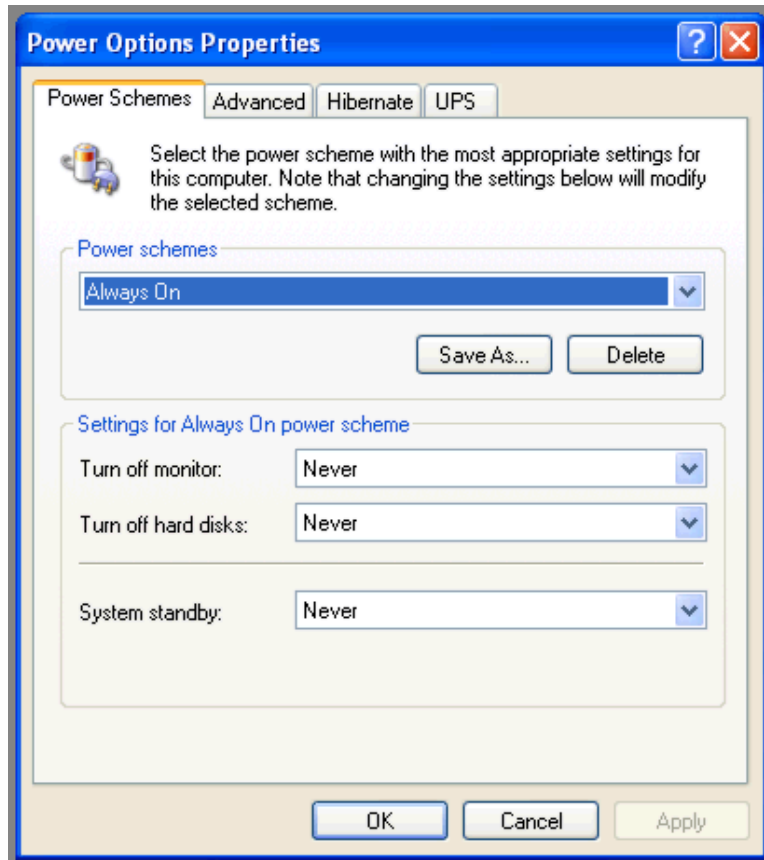 Power Options Properties
Power Schemes Advanced Hibernate UPS
Select the power scheme with the most appropriate settings for
this computer. Note that changing the settings below will modify
the selected scheme.
Power schemes
Always On
Save As... Delete
Settings for Always On power scheme
Turn off monitor: Never
Turn off hard disks: Never
System standby: Never
OK Cancel Apply